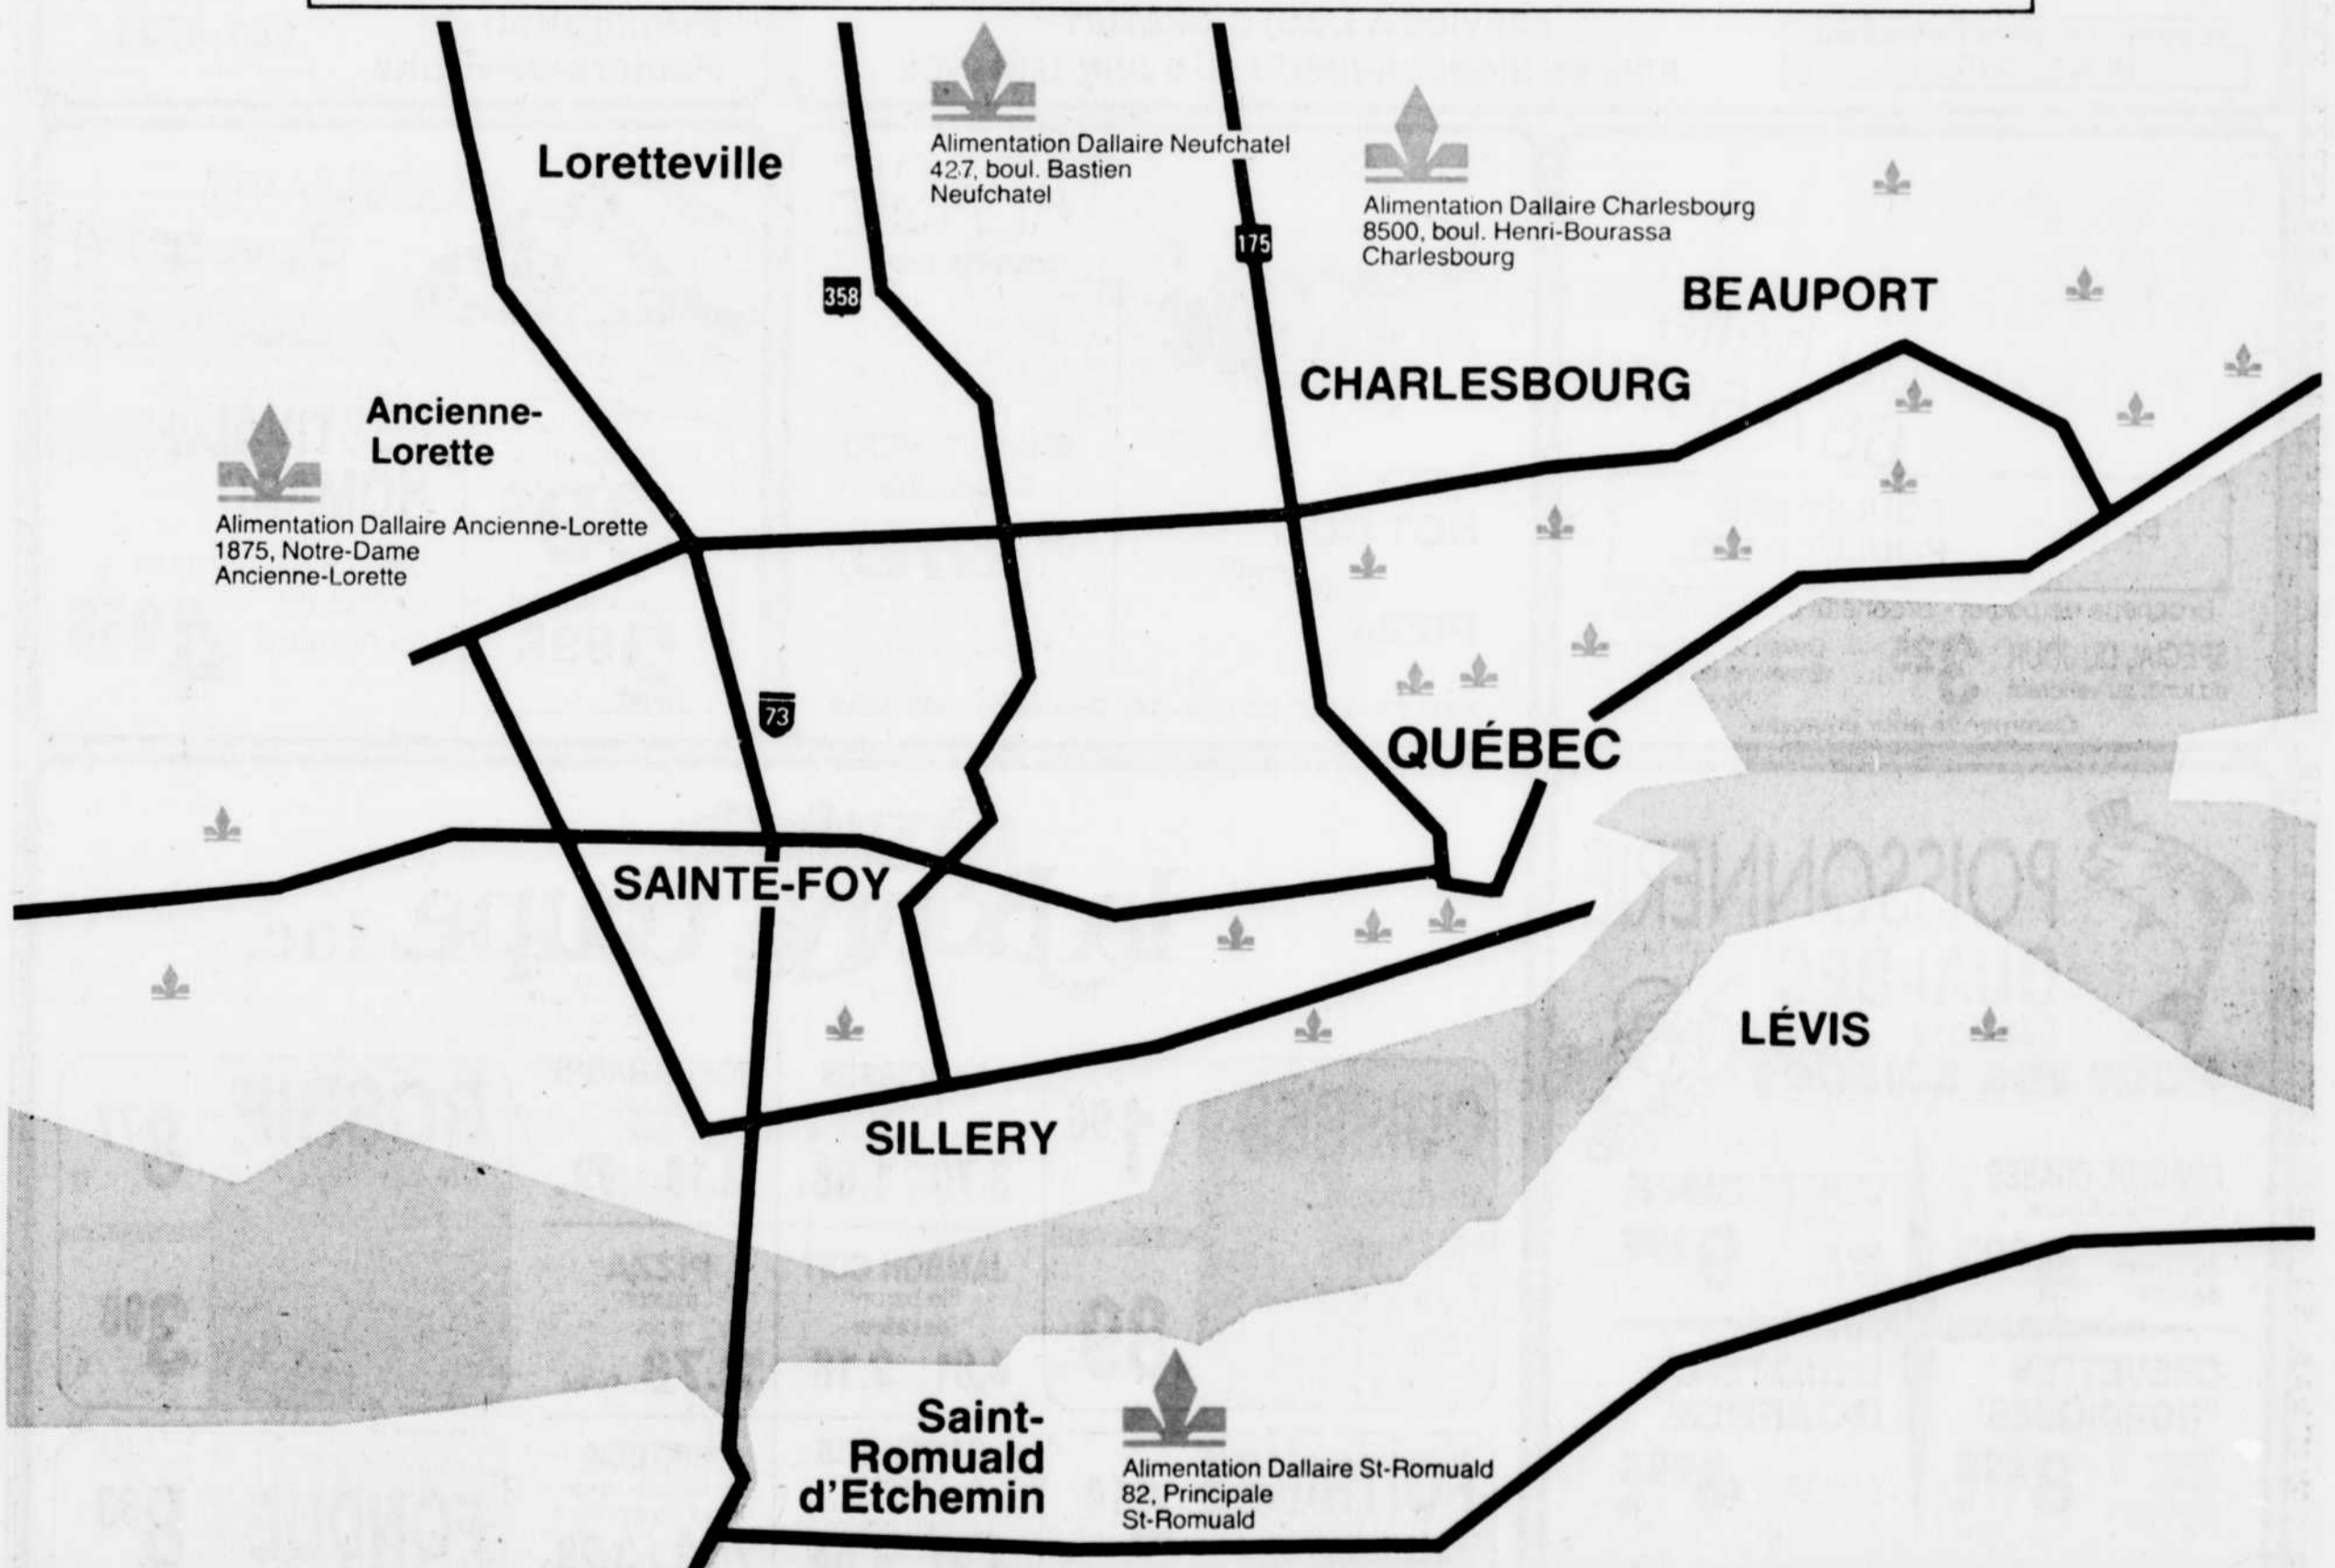 Loretteville
Alimentation Dallaire Neufchatel
427, boul. Bastien
Neufchatel
Alimentation Dallaire Charlesbourg
8500, boul. Henri-Bourassa
Charlesbourg
175
358
BEAUPORT
CHARLESBOURG
Ancienne-
Lorette
Alimentation Dallaire Ancienne-Lorette
1875, Notre-Dame
Ancienne-Lorette
73
QUÉBEC
SAINTE-FOY
LÉVIS
SILLERY
Saint-
Romuald
d'Etchemin
Alimentation Dallaire St-Romuald
82, Principale
St-Romuald